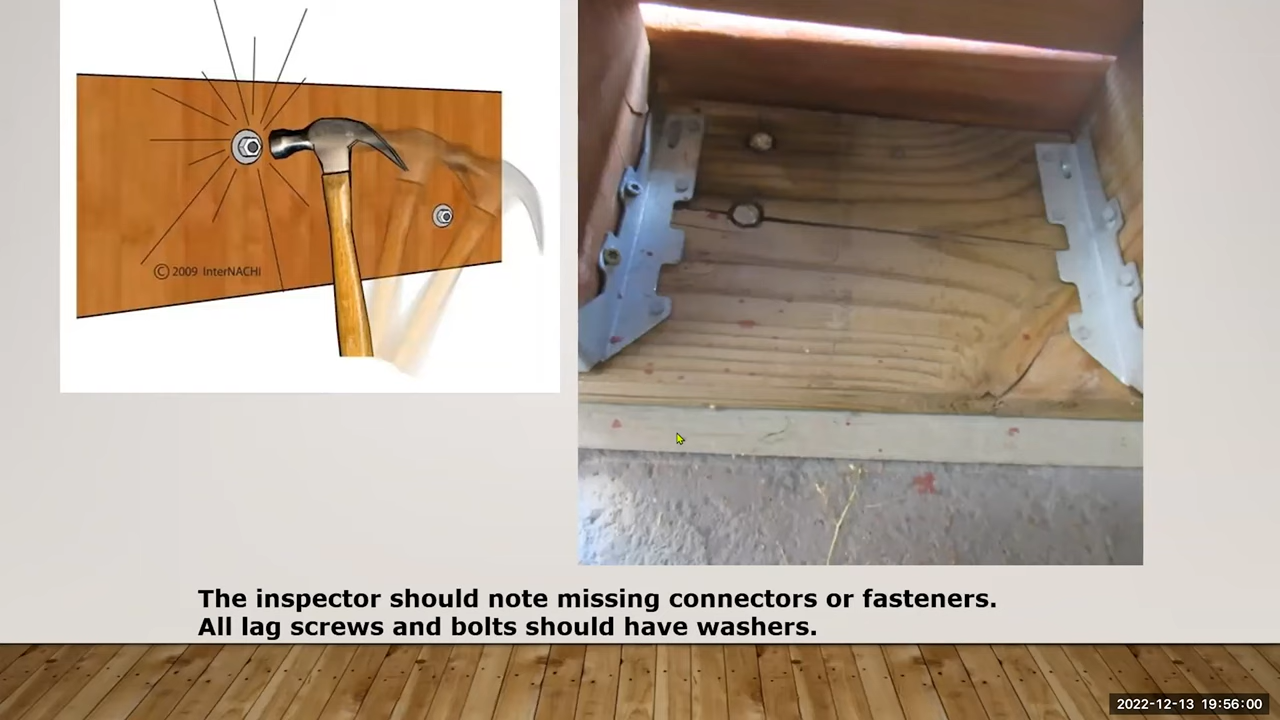 © 2009 InterNACHI
The inspector should note missing connectors or fasteners.
All lag screws and bolts should have washers.
2022-12-13 19:56:00